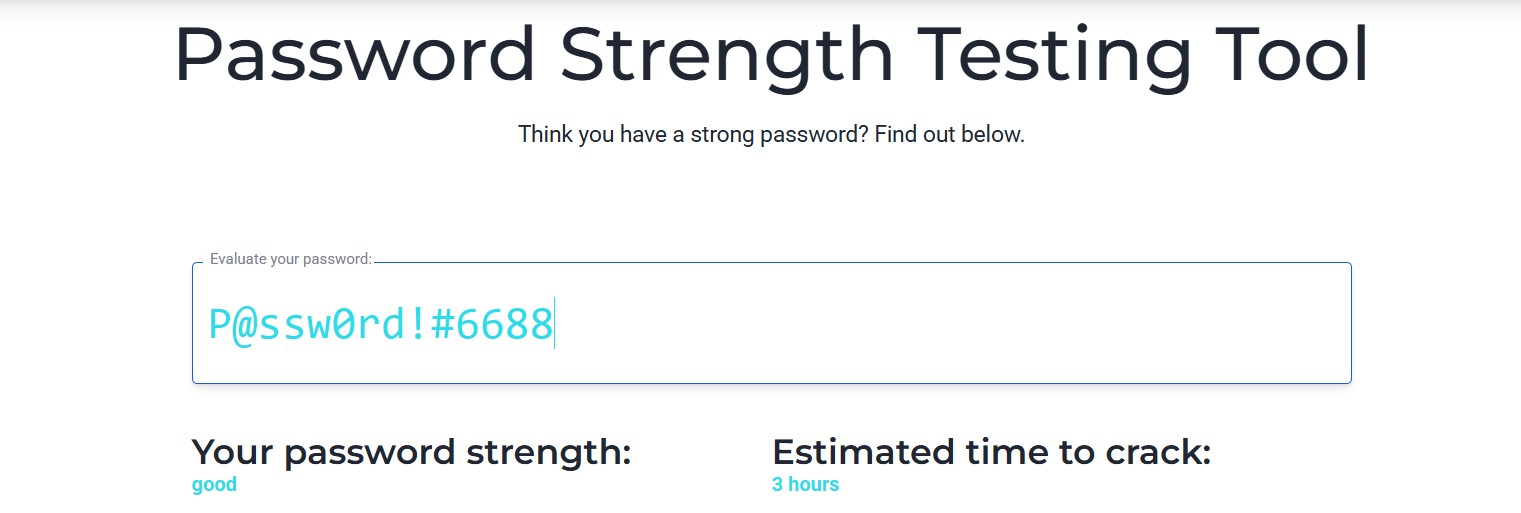 Password Strength Testing Tool
Think you have a strong password? Find out below.
Evaluate your password:
P@ssw0rd!#6688
Your password strength:
good
Estimated time to crack:
3 hours